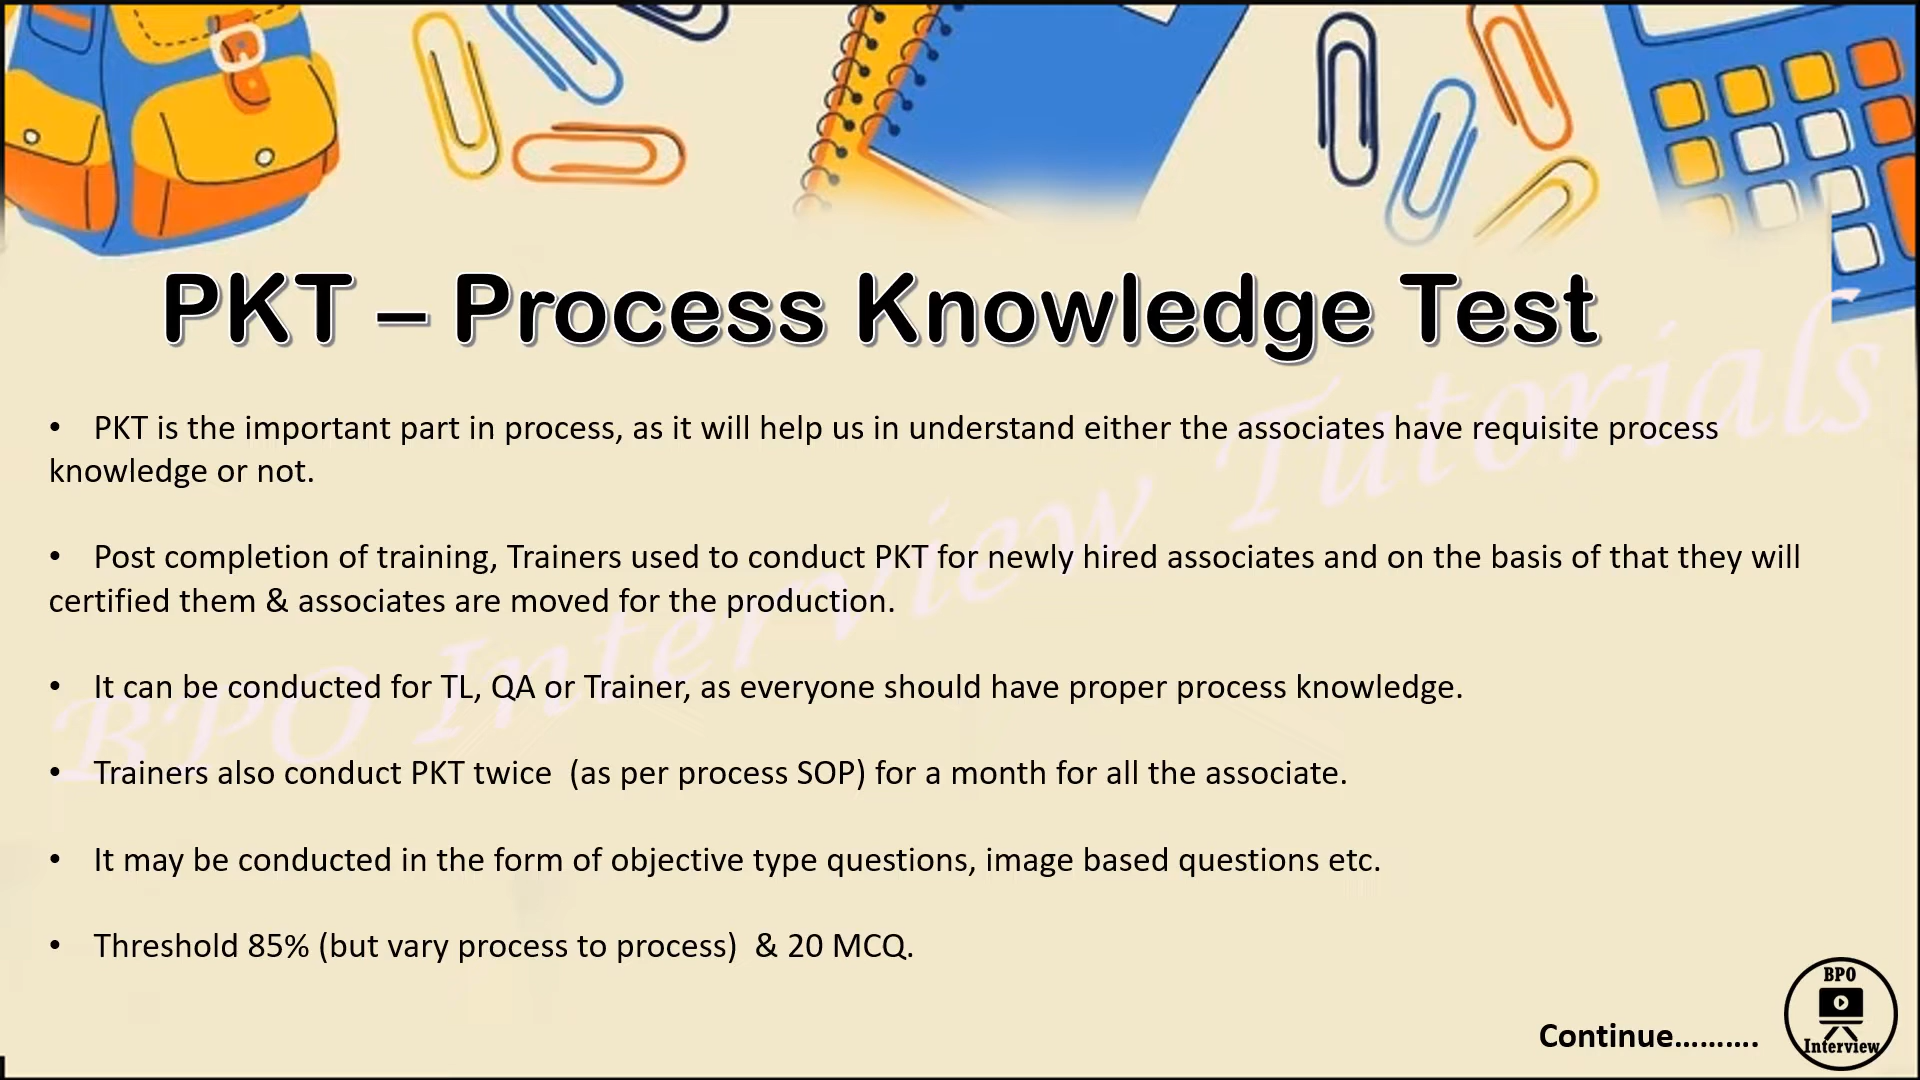 PKT – Process Knowledge Test
• PKT is the important part in process, as it will help us in understand either the associates have requisite process
knowledge or not.
• Post completion of training, Trainers used to conduct PKT for newly hired associates and on the basis of that they will
certified them & associates are moved for the production.
• It can be conducted for TL, QA or Trainer, as everyone should have proper process knowledge.
• Trainers also conduct PKT twice  (as per process SOP) for a month for all the associate.
• It may be conducted in the form of objective type questions, image based questions etc.
• Threshold 85% (but vary process to process)  & 20 MCQ.
BPO Interview Tutorials
Continue..........
BPO
Interview